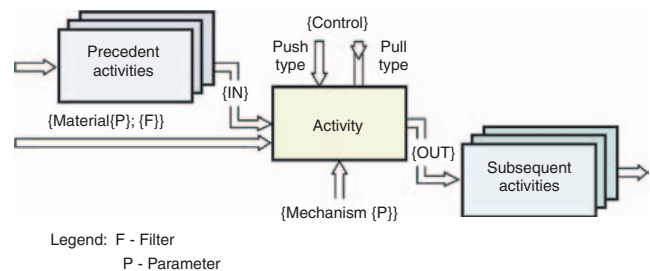 {Control}
Push type
Pull type
Precedent activities
{IN}
{Material{P}; {F}}
Activity
{OUT}
Subsequent activities
{Mechanism {P}}
Legend: F - Filter
P - Parameter